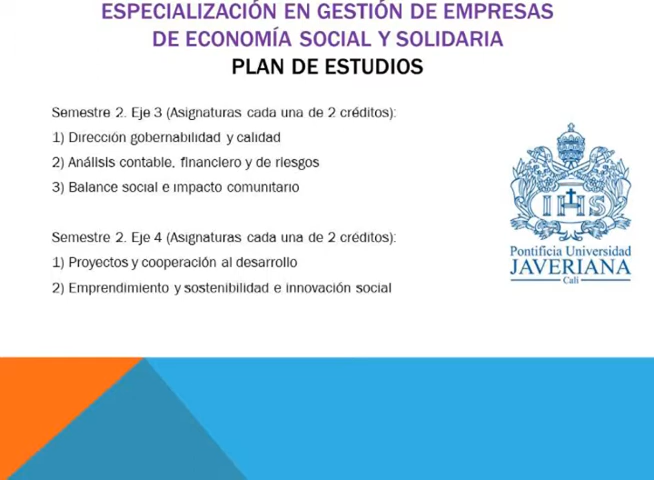 ESPECIALIZACIÓN EN GESTIÓN DE EMPRESAS
DE ECONOMÍA SOCIAL Y SOLIDARIA
PLAN DE ESTUDIOS
Semestre 2. Eje 3 (Asignaturas cada una de 2 créditos):
1) Dirección gobernabilidad y calidad
2) Análisis contable, financiero y de riesgos
3) Balance social e impacto comunitario
Semestre 2. Eje 4 (Asignaturas cada una de 2 créditos):
1) Proyectos y cooperación al desarrollo
2) Emprendimiento y sostenibilidad e innovación social
IHS
Pontificia Universidad
JAVERIANA
Cali